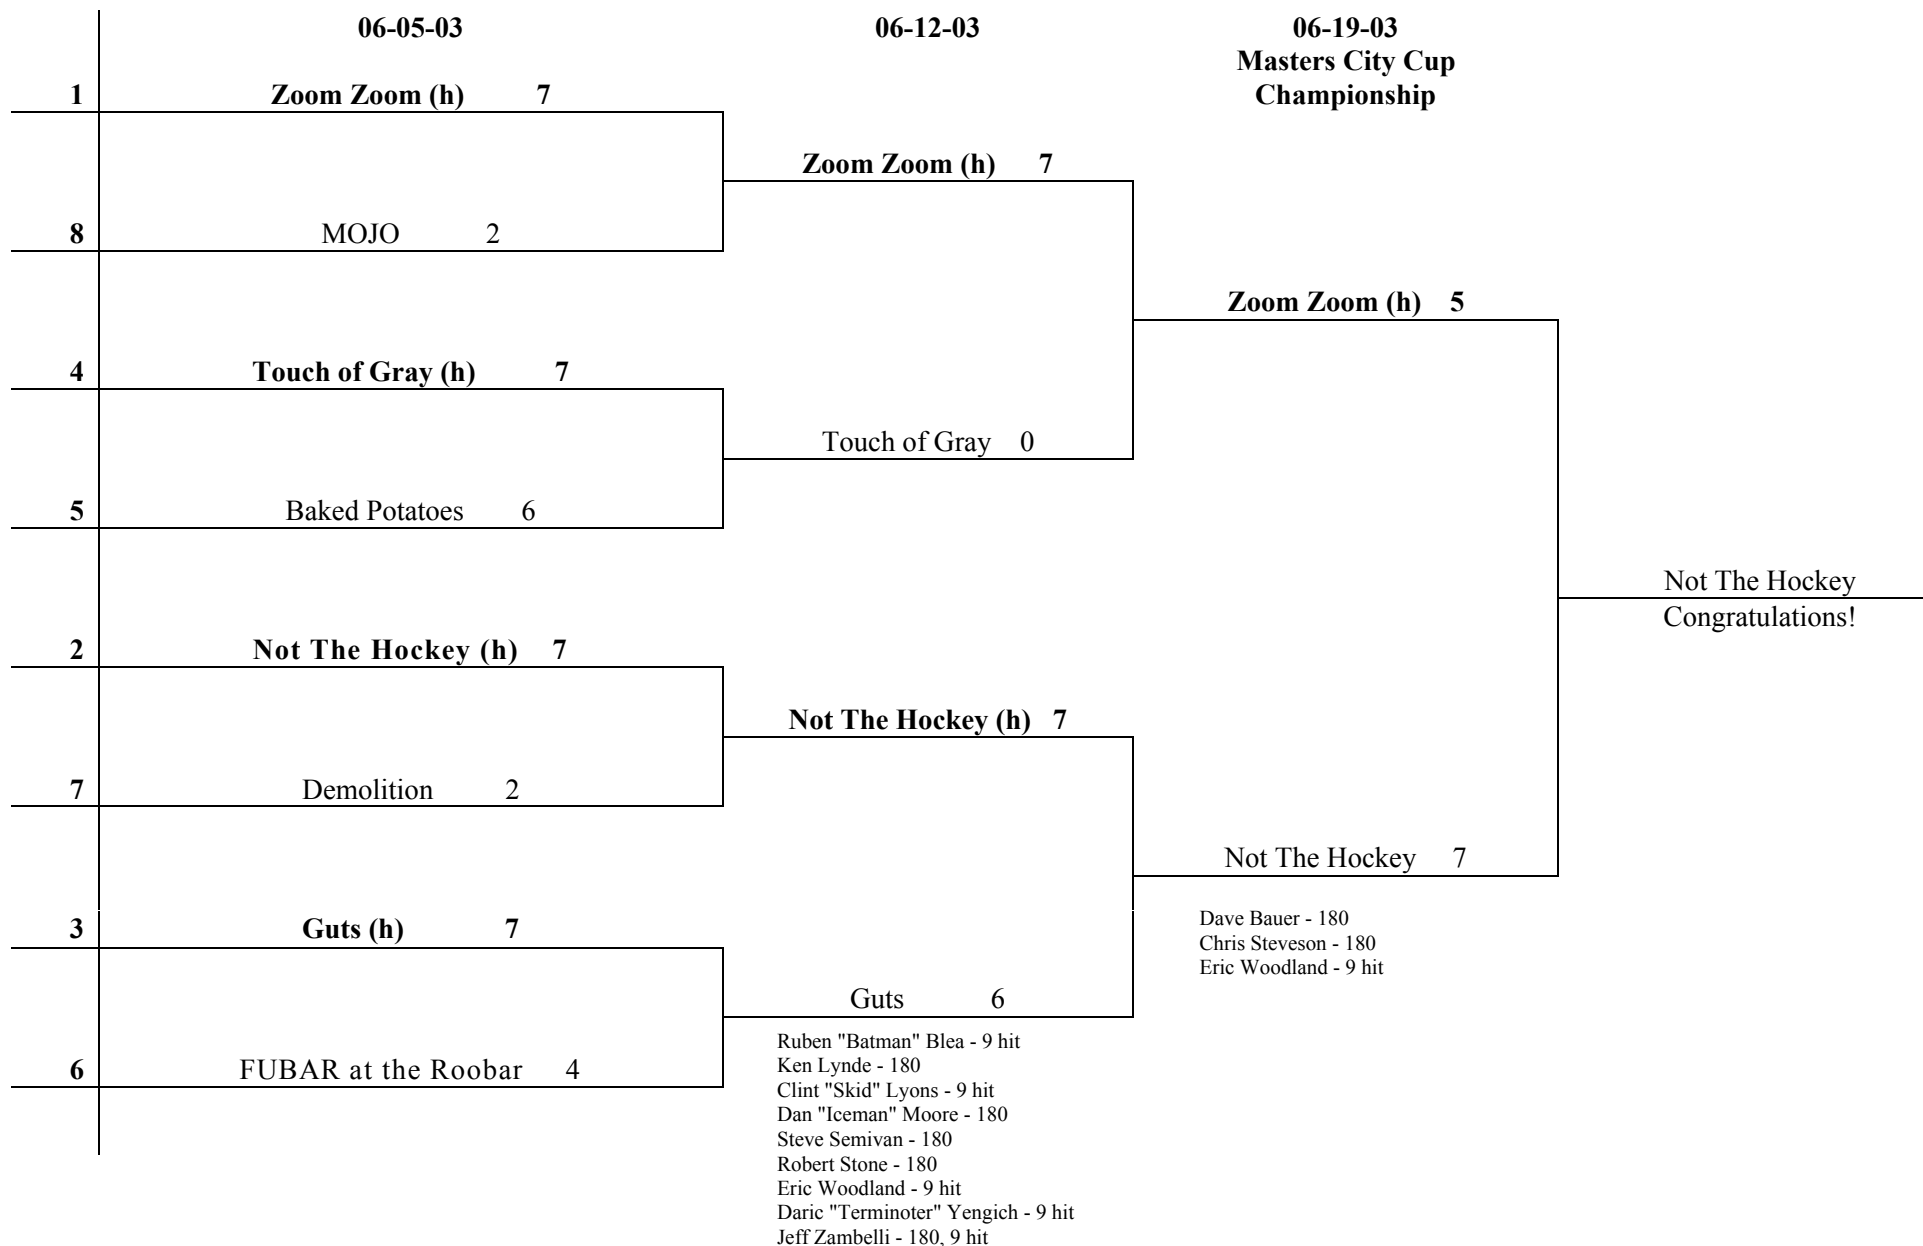 06-05-03 06-12-03 06-19-03
Masters City Cup
Championship
1 Zoom Zoom (h) 7
Zoom Zoom (h) 7
8 MOJO 2
Zoom Zoom (h) 5
4 Touch of Gray (h) 7
Touch of Gray 0
5 Baked Potatoes 6
Not The Hockey
Congratulations!
2 Not The Hockey (h) 7
Not The Hockey (h) 7
7 Demolition 2
Not The Hockey 7
3 Guts (h) 7
Dave Bauer - 180
Chris Steveson - 180
Eric Woodland - 9 hit
Guts 6
6 FUBAR at the Roobar 4
Ruben "Batman" Blea - 9 hit
Ken Lynde - 180
Clint "Skid" Lyons - 9 hit
Dan "Iceman" Moore - 180
Steve Semivan - 180
Robert Stone - 180
Eric Woodland - 9 hit
Daric "Terminoter" Yengich - 9 hit
Jeff Zambelli - 180, 9 hit